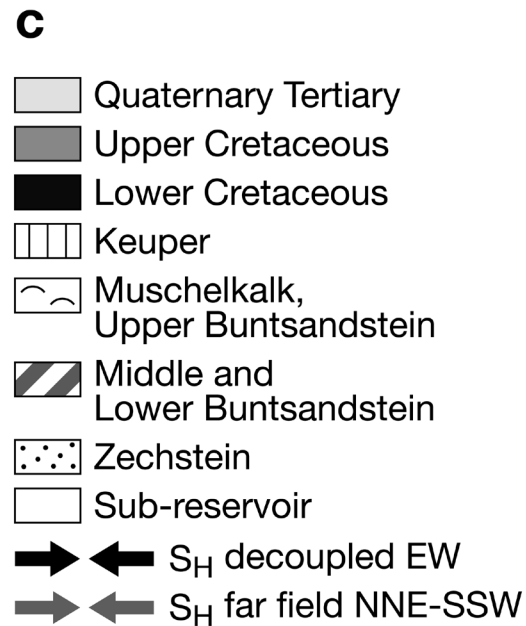 c
Quaternary Tertiary
Upper Cretaceous
Lower Cretaceous
Keuper
Muschelkalk,
Upper Buntsandstein
Middle and
Lower Buntsandstein
Zechstein
Sub-reservoir
SH decoupled EW
SH far field NNE-SSW